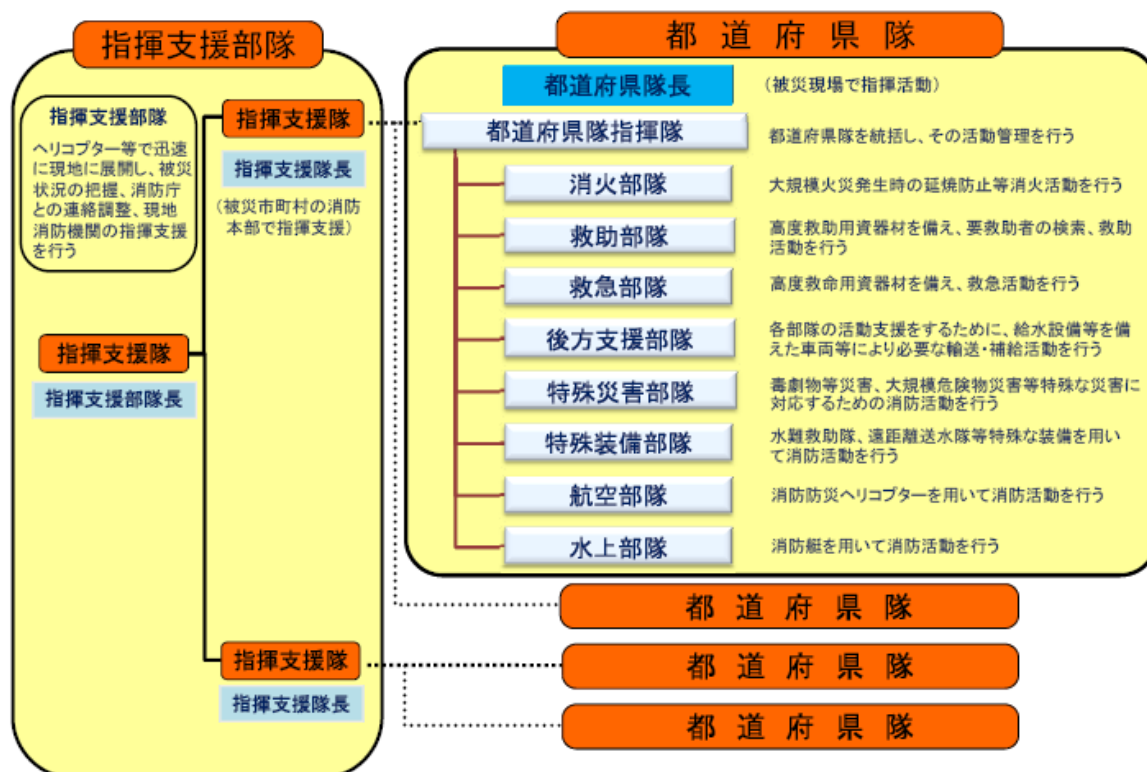 指揮支援部隊
指揮支援部隊
ヘリコプター等で迅速
に現地に展開し、被災
状況の把握、消防庁
との連絡調整、現地
消防機関の指揮支援
を行う
指揮支援隊
指揮支援隊長
(被災市町村の消防
本部で指揮支援)
指揮支援隊
指揮支援部隊長
指揮支援隊
指揮支援隊長
都道府県隊
都道府県隊長
(被災現場で指揮活動)
都道府県隊指揮隊
都道府県隊を統括し、その活動管理を行う
消火部隊
大規模火災発生時の延焼防止等消火活動を行う
救助部隊
高度救助用資器材を備え、要救助者の検索、救助
活動を行う
救急部隊
高度救命用資器材を備え、救急活動を行う
後方支援部隊
各部隊の活動支援をするために、給水設備等を備
えた車両等により必要な輸送・補給活動を行う
特殊災害部隊
毒劇物等災害、大規模危険物災害等特殊な災害に
対応するための消防活動を行う
特殊装備部隊
水難救助隊、遠距離送水隊等特殊な装備を用い
て消防活動を行う
航空部隊
消防防災ヘリコプターを用いて消防活動を行う
水上部隊
消防艇を用いて消防活動を行う
都道府県隊
都道府県隊
都道府県隊